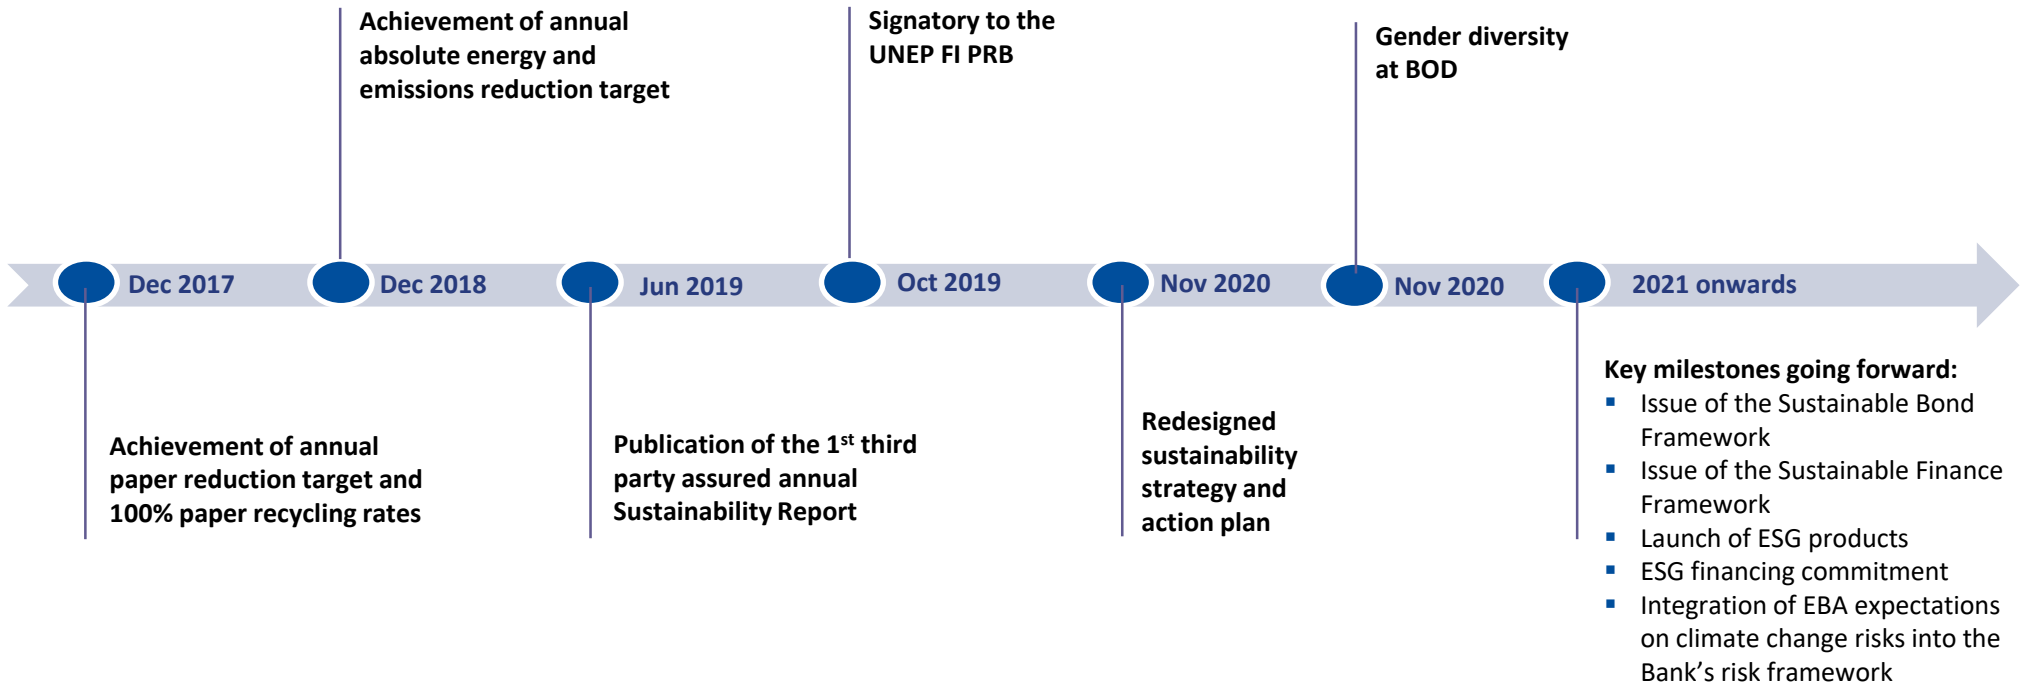 Achievement of annual
absolute energy and
emissions reduction target
Signatory to the
UNEP FI PRB
Gender diversity
at BOD
Dec 2017
Dec 2018
Jun 2019
Oct 2019
Nov 2020
Nov 2020
2021 onwards
Achievement of annual
paper reduction target and
100% paper recycling rates
Publication of the 1st third
party assured annual
Sustainability Report
Redesigned
sustainability
strategy and
action plan
Key milestones going forward:
▪ Issue of the Sustainable Bond
Framework
▪ Issue of the Sustainable Finance
Framework
▪ Launch of ESG products
▪ ESG financing commitment
▪ Integration of EBA expectations
on climate change risks into the
Bank’s risk framework